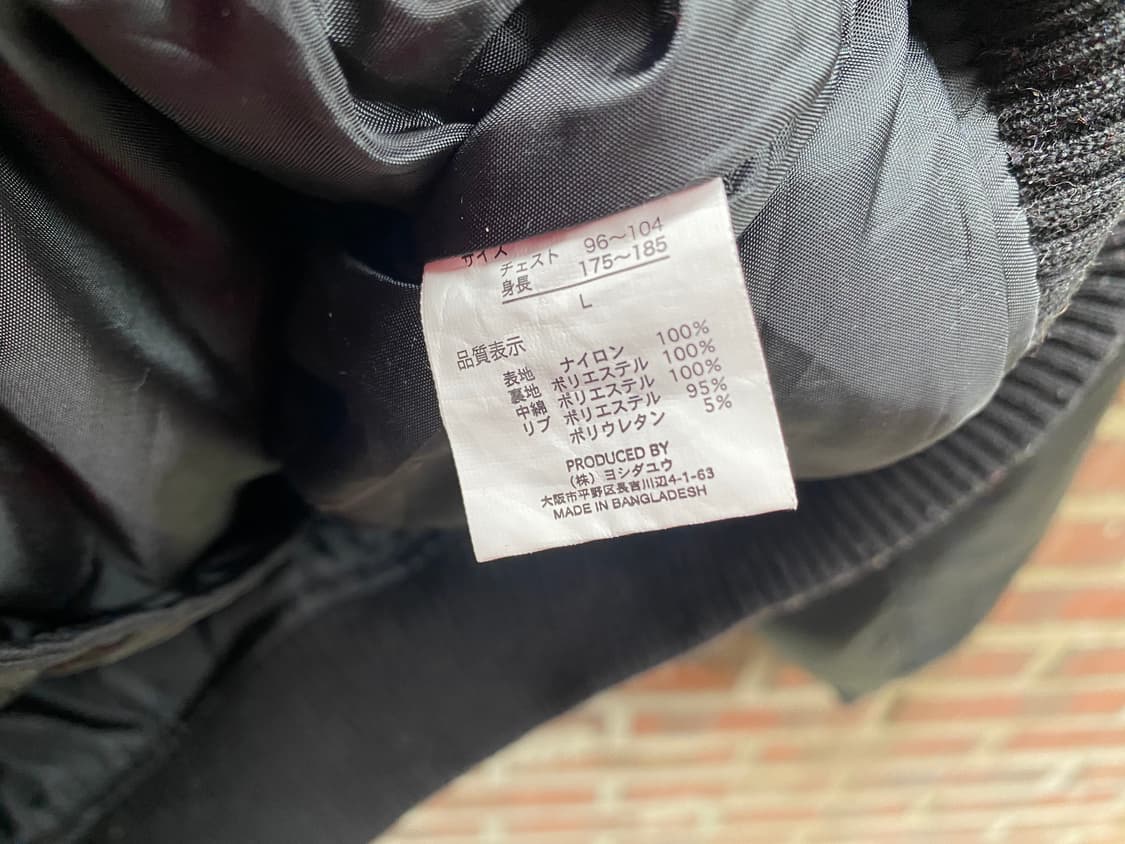 サイズ
チェスト 96～104
身長 175～185
L
品質表示
表地 ナイロン 100%
裏地 ポリエステル 100%
中綿 ポリエステル 100%
リブ ポリエステル 95%
ポリウレタン 5%
PRODUCED BY
（株）ヨシダユウ
大阪市平野区長吉川辺4-1-63
MADE IN BANGLADESH